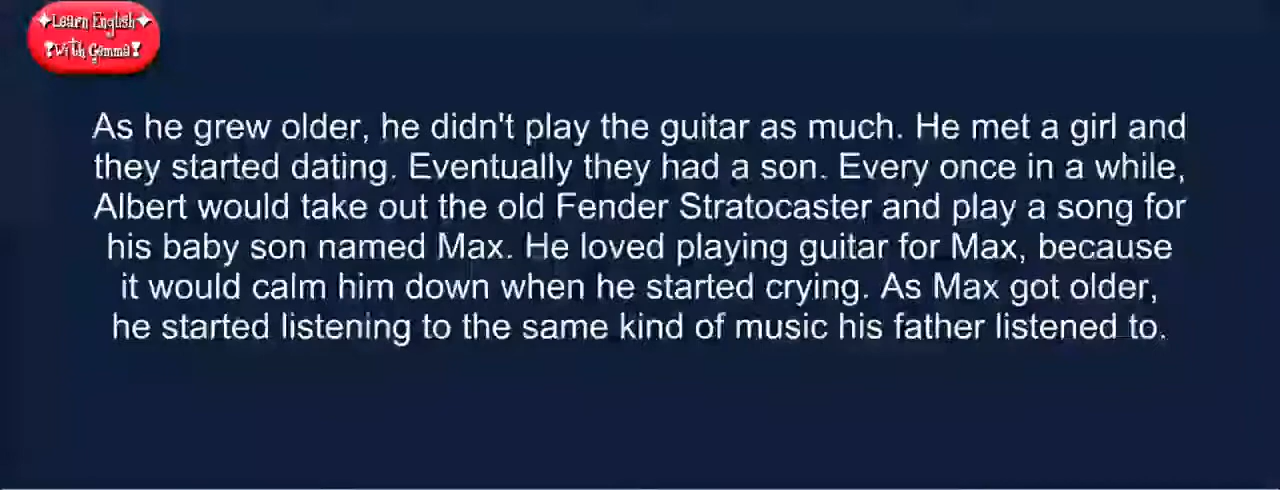 ✦Learn English✦
❢With Gemma❢
As he grew older, he didn't play the guitar as much. He met a girl and
they started dating. Eventually they had a son. Every once in a while,
Albert would take out the old Fender Stratocaster and play a song for
his baby son named Max. He loved playing guitar for Max, because
it would calm him down when he started crying. As Max got older,
he started listening to the same kind of music his father listened to.